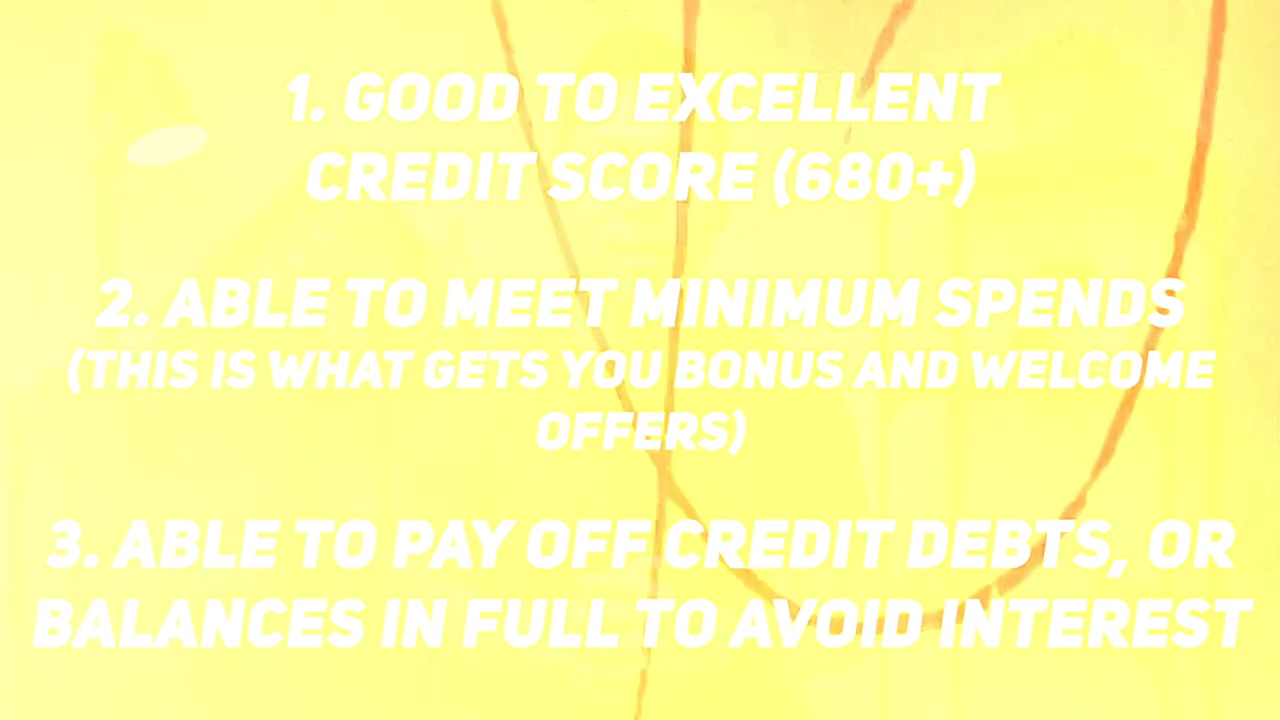 1. GOOD TO EXCELLENT
CREDIT SCORE (680+)
2. ABLE TO MEET MINIMUM SPENDS
(THIS IS WHAT GETS YOU BONUS AND WELCOME
OFFERS)
3. ABLE TO PAY OFF CREDIT DEBTS, OR
BALANCES IN FULL TO AVOID INTEREST